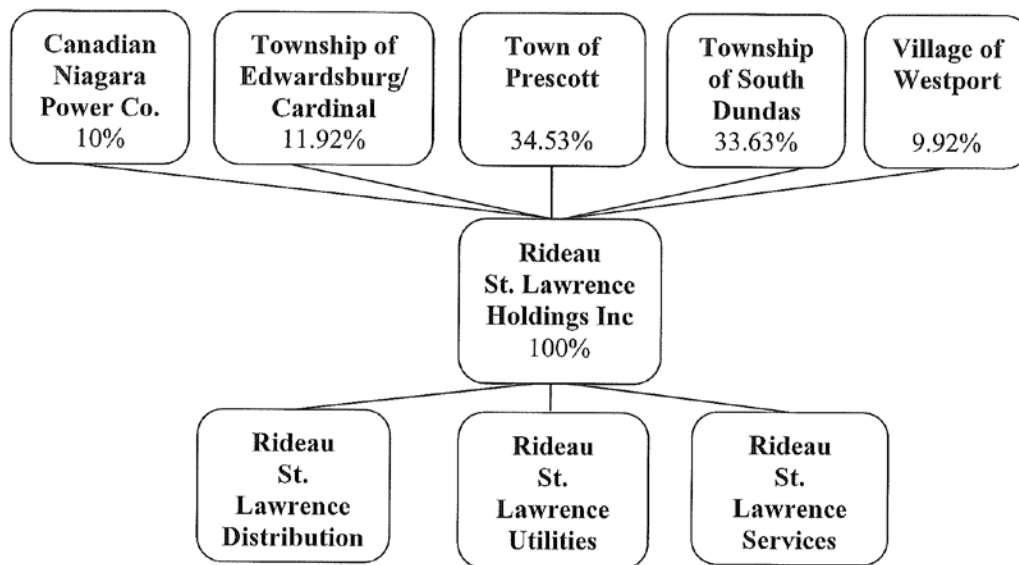 Canadian
Niagara
Power Co.
10%
Township of
Edwardsburg/
Cardinal
11.92%
Town of
Prescott
34.53%
Township
of South
Dundas
33.63%
Village of
Westport
9.92%
Rideau
St. Lawrence
Holdings Inc
100%
Rideau
St.
Lawrence
Distribution
Rideau
St.
Lawrence
Utilities
Rideau
St.
Lawrence
Services